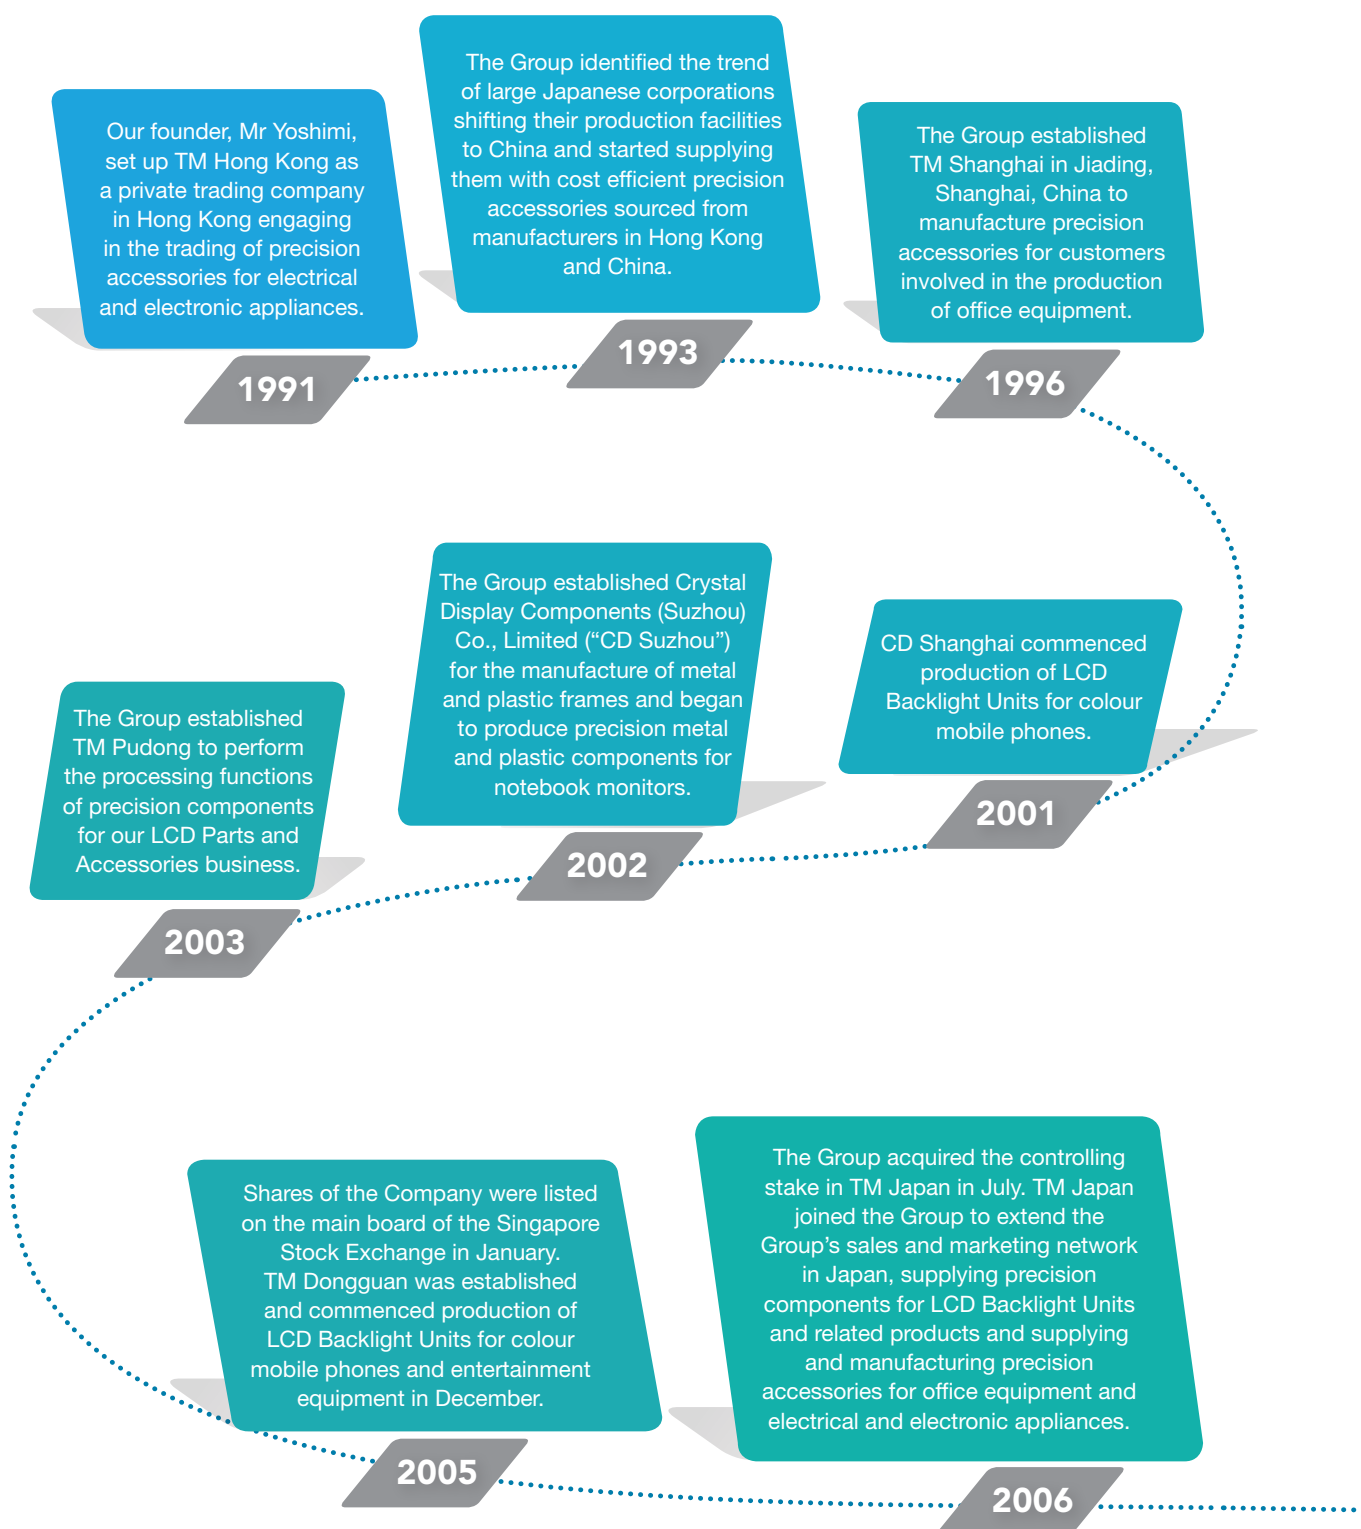 Our founder, Mr Yoshimi,
set up TM Hong Kong as
a private trading company
in Hong Kong engaging
in the trading of precision
accessories for electrical
and electronic appliances.
1991
The Group identified the trend
of large Japanese corporations
shifting their production facilities
to China and started supplying
them with cost efficient precision
accessories sourced from
manufacturers in Hong Kong
and China.
1993
The Group established
TM Shanghai in Jiading,
Shanghai, China to
manufacture precision
accessories for customers
involved in the production
of office equipment.
1996
CD Shanghai commenced
production of LCD
Backlight Units for colour
mobile phones.
2001
The Group established Crystal
Display Components (Suzhou)
Co., Limited (“CD Suzhou”)
for the manufacture of metal
and plastic frames and began
to produce precision metal
and plastic components for
notebook monitors.
2002
The Group established
TM Pudong to perform
the processing functions
of precision components
for our LCD Parts and
Accessories business.
2003
Shares of the Company were listed
on the main board of the Singapore
Stock Exchange in January.
TM Dongguan was established
and commenced production of
LCD Backlight Units for colour
mobile phones and entertainment
equipment in December.
2005
The Group acquired the controlling
stake in TM Japan in July. TM Japan
joined the Group to extend the
Group’s sales and marketing network
in Japan, supplying precision
components for LCD Backlight Units
and related products and supplying
and manufacturing precision
accessories for office equipment and
electrical and electronic appliances.
2006